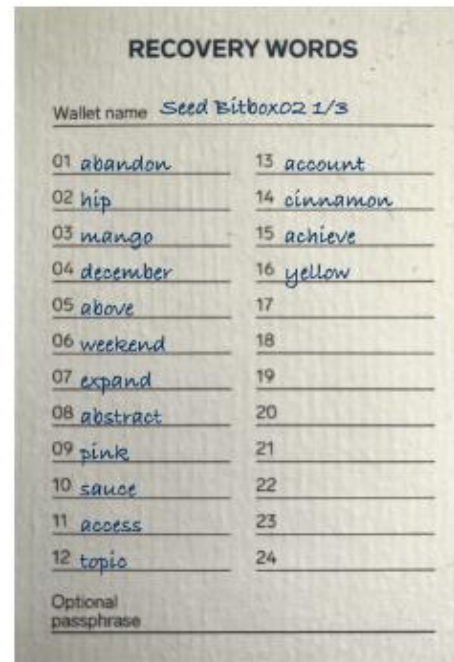 RECOVERY WORDS
Wallet name Seed Bitbox02 1/3
01 abandon
02 hip
03 mango
04 december
05 above
06 weekend
07 expand
08 abstract
09 pink
10 sauce
11 access
12 topic
13 account
14 cinnamon
15 achieve
16 yellow
17
18
19
20
21
22
23
24
Optional
passphrase